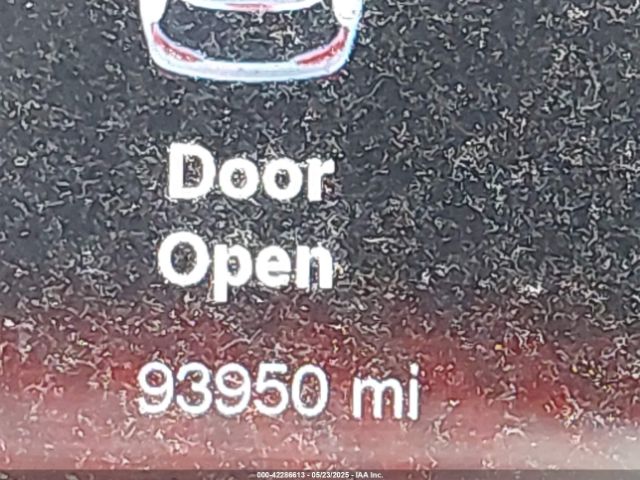 Door
Open
93950 mi
000-42286613 - 05/23/2025 - IAA Inc.